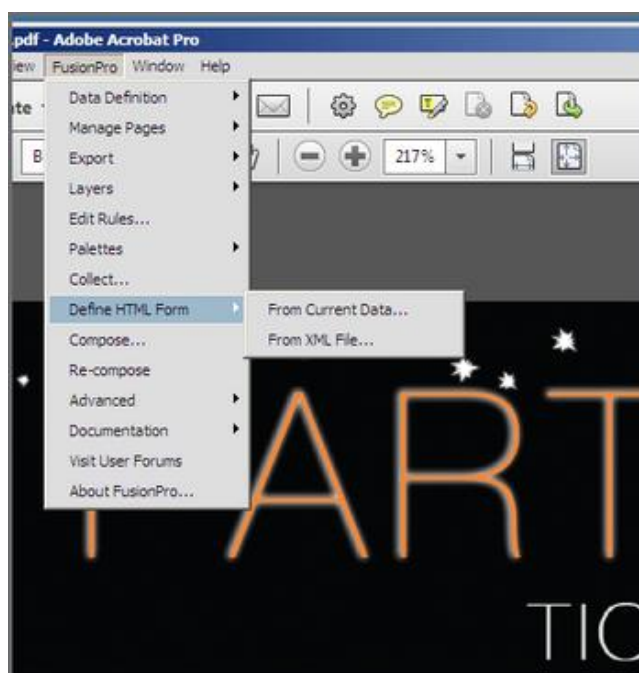 .pdf - Adobe Acrobat Pro
FusionPro Window Help
Data Definition
Manage Pages
Export
217%
Layers
Edit Rules...
Palettes
Collect...
Define HTML Form
From Current Data...
Compose...
From XML File...
Re-compose
Advanced
Documentation
Visit User Forums
About FusionPro...
ART
TIC